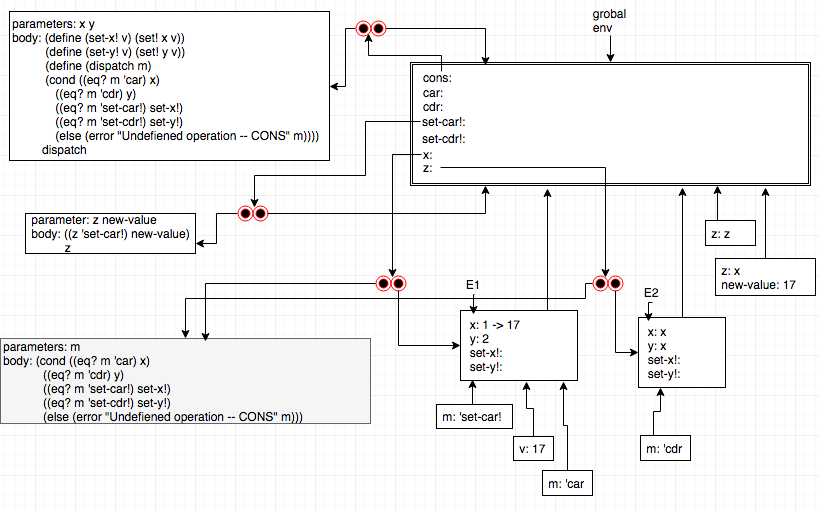 grobal
env
parameters: x y
body: (define (set-x! v) (set! x v))
(define (set-y! v) (set! y v))
(define (dispatch m)
(cond ((eq? m 'car) x)
((eq? m 'cdr) y)
((eq? m 'set-car!) set-x!)
((eq? m 'set-cdr!) set-y!)
(else (error "Undefiened operation -- CONS" m))))
dispatch
cons:
car:
cdr:
set-car!:
set-cdr!:
x:
z:
parameter: z new-value
body: ((z 'set-car!) new-value)
z
z: z
z: x
new-value: 17
E1
x: 1 -> 17
y: 2
set-x!:
set-y!:
E2
x: x
y: x
set-x!:
set-y!:
parameters: m
body: (cond ((eq? m 'car) x)
((eq? m 'cdr) y)
((eq? m 'set-car!) set-x!)
((eq? m 'set-cdr!) set-y!)
(else (error "Undefiened operation -- CONS" m)))
m: 'set-car!
v: 17
m: 'car
m: 'cdr